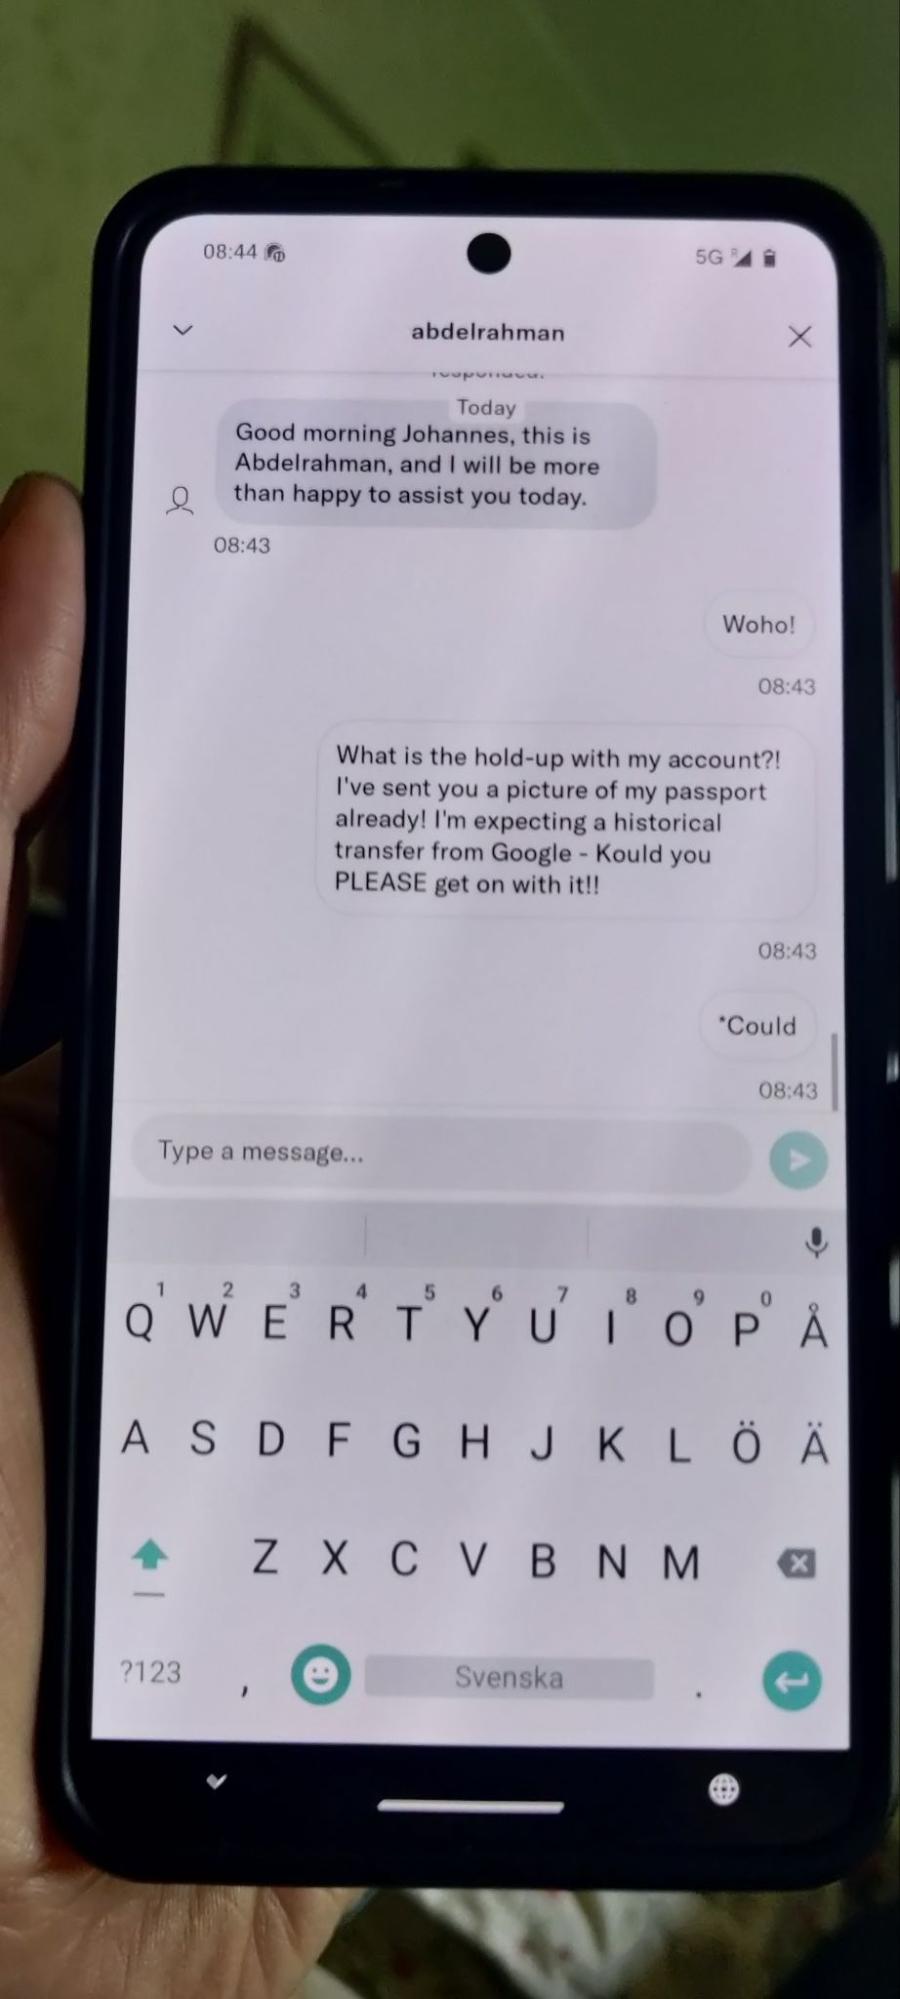 08:44
5G R
abdelrahman
responded.
Today
Good morning Johannes, this is
Abdelrahman, and I will be more
than happy to assist you today.
08:43
Woho!
08:43
What is the hold-up with my account?!
I've sent you a picture of my passport
already! I'm expecting a historical
transfer from Google - Kould you
PLEASE get on with it!!
08:43
*Could
08:43
Type a message...
1 2 3 4 5 6 7 8 9 0
Q W E R T Y U I O P Å
A S D F G H J K L Ö Ä
Z X C V B N M
?123 , Svenska .